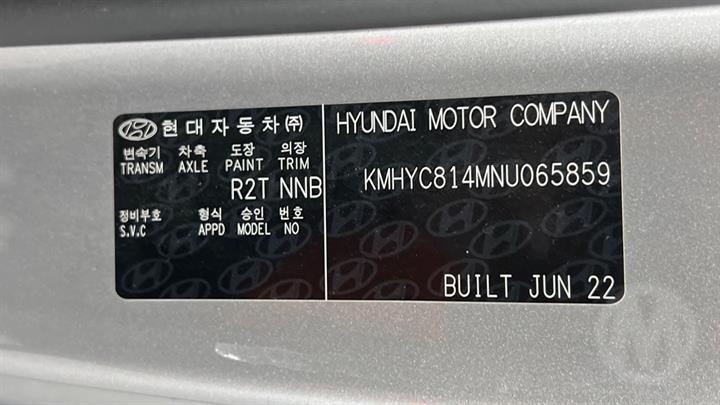 현대자동차㈜
변속기 차축 도장 의장
TRANSM AXLE PAINT TRIM
R2T NNB
정비부호 형식 승인 번호
S.V.C APPD MODEL NO
HYUNDAI MOTOR COMPANY
KMHYC814MNU065859
BUILT JUN 22